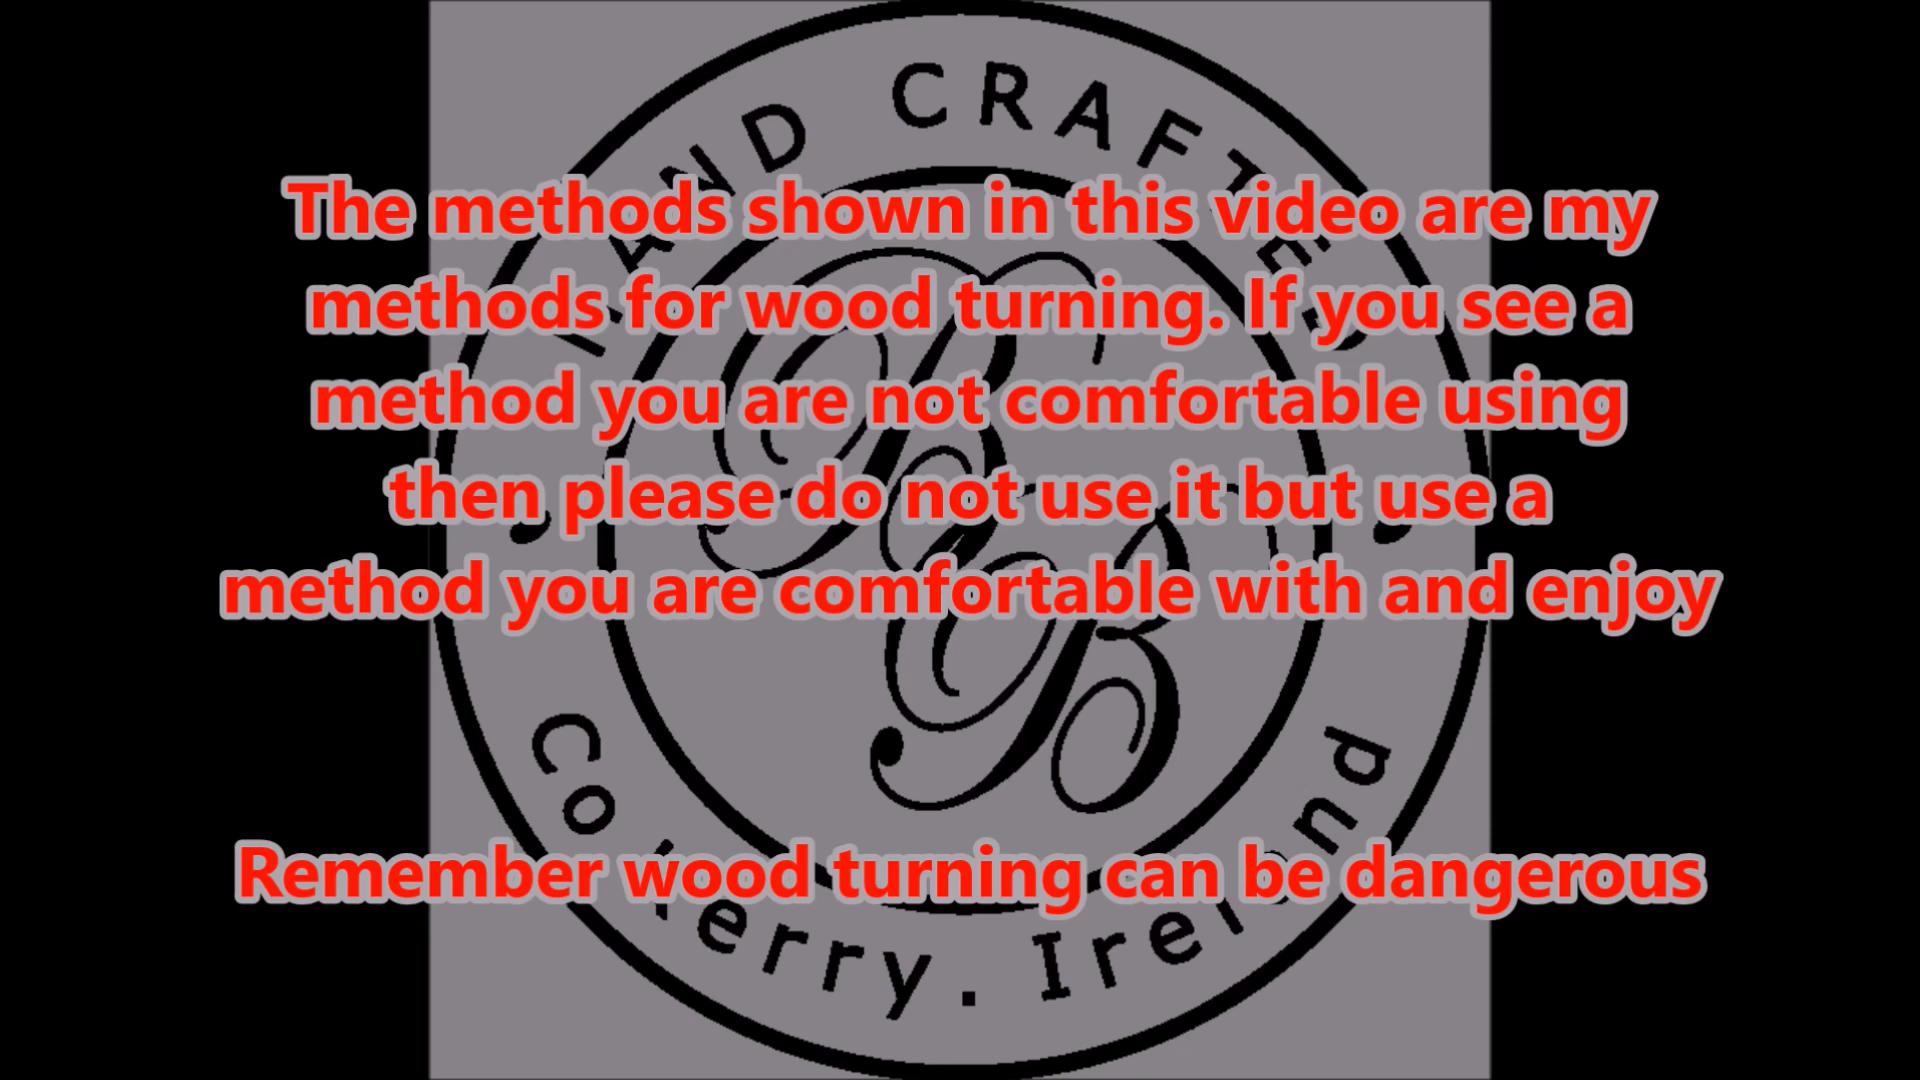 HAND CRAFTED
The methods shown in this video are my
methods for wood turning. If you see a
method you are not comfortable using
then please do not use it but use a
method you are comfortable with and enjoy
Remember wood turning can be dangerous
BB
Co Kerry. Ireland